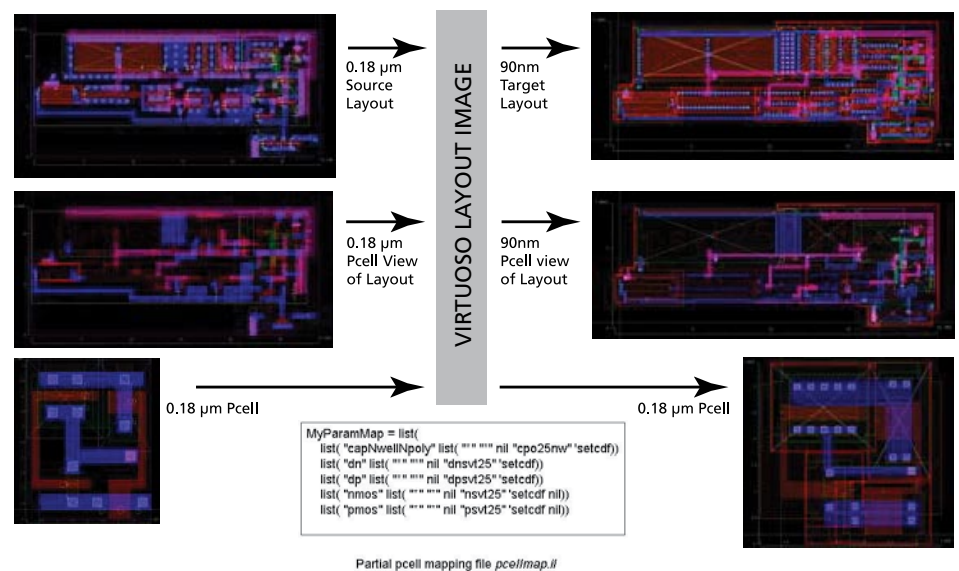 0.18 µm
Source
Layout
VIRTUOSO LAYOUT IMAGE
90nm
Target
Layout
0.18 µm
Pcell View
of Layout
90nm
Pcell view
of Layout
0.18 µm Pcell
0.18 µm Pcell
MyParamMap = list(
list( "capNwellNpoly" list( "*" "*" nil "cpo25nw" 'setcdf))
list( "dn" list( "*" "*" nil "dnsvt25" 'setcdf))
list( "dp" list( "*" "*" nil "dpsvt25" 'setcdf))
list( "nmos" list( "*" "*" nil "nsvt25" 'setcdf nil))
list( "pmos" list( "*" "*" nil "psvt25" 'setcdf nil))
Partial pcell mapping file pcellmap.il